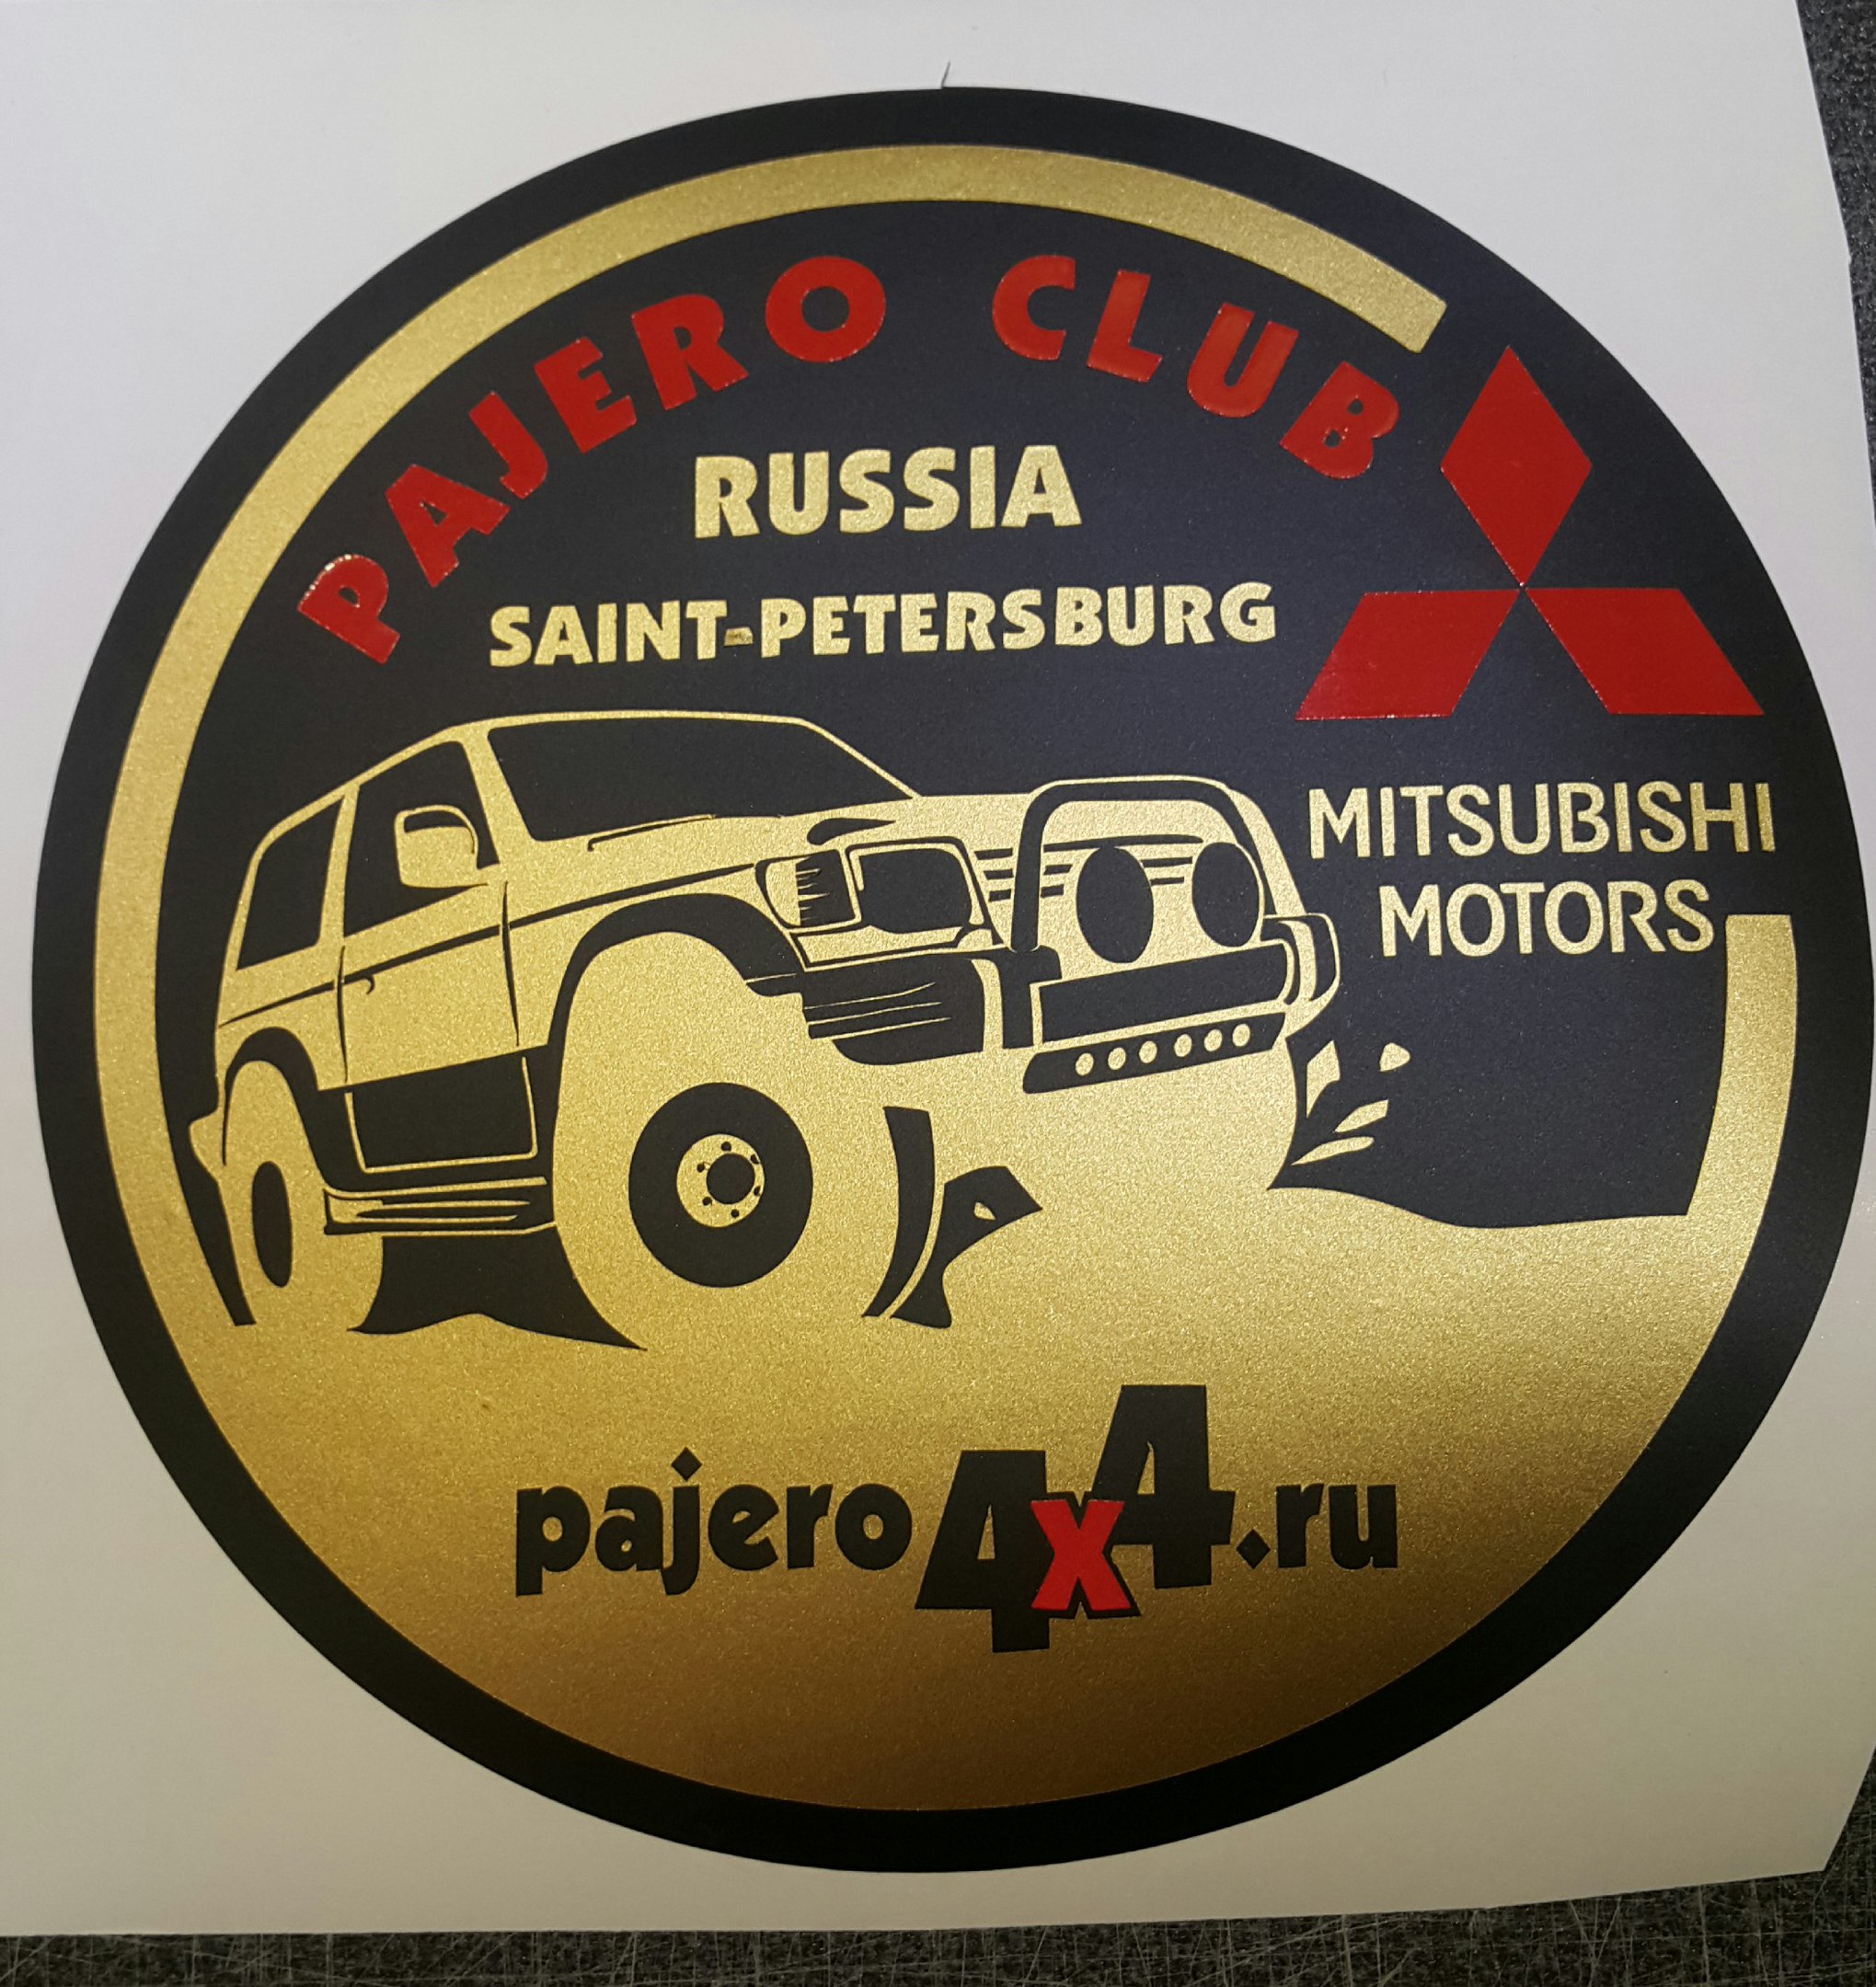 PAJERO CLUB
RUSSIA
SAINT-PETERSBURG
MITSUBISHI
MOTORS
pajero4x4.ru